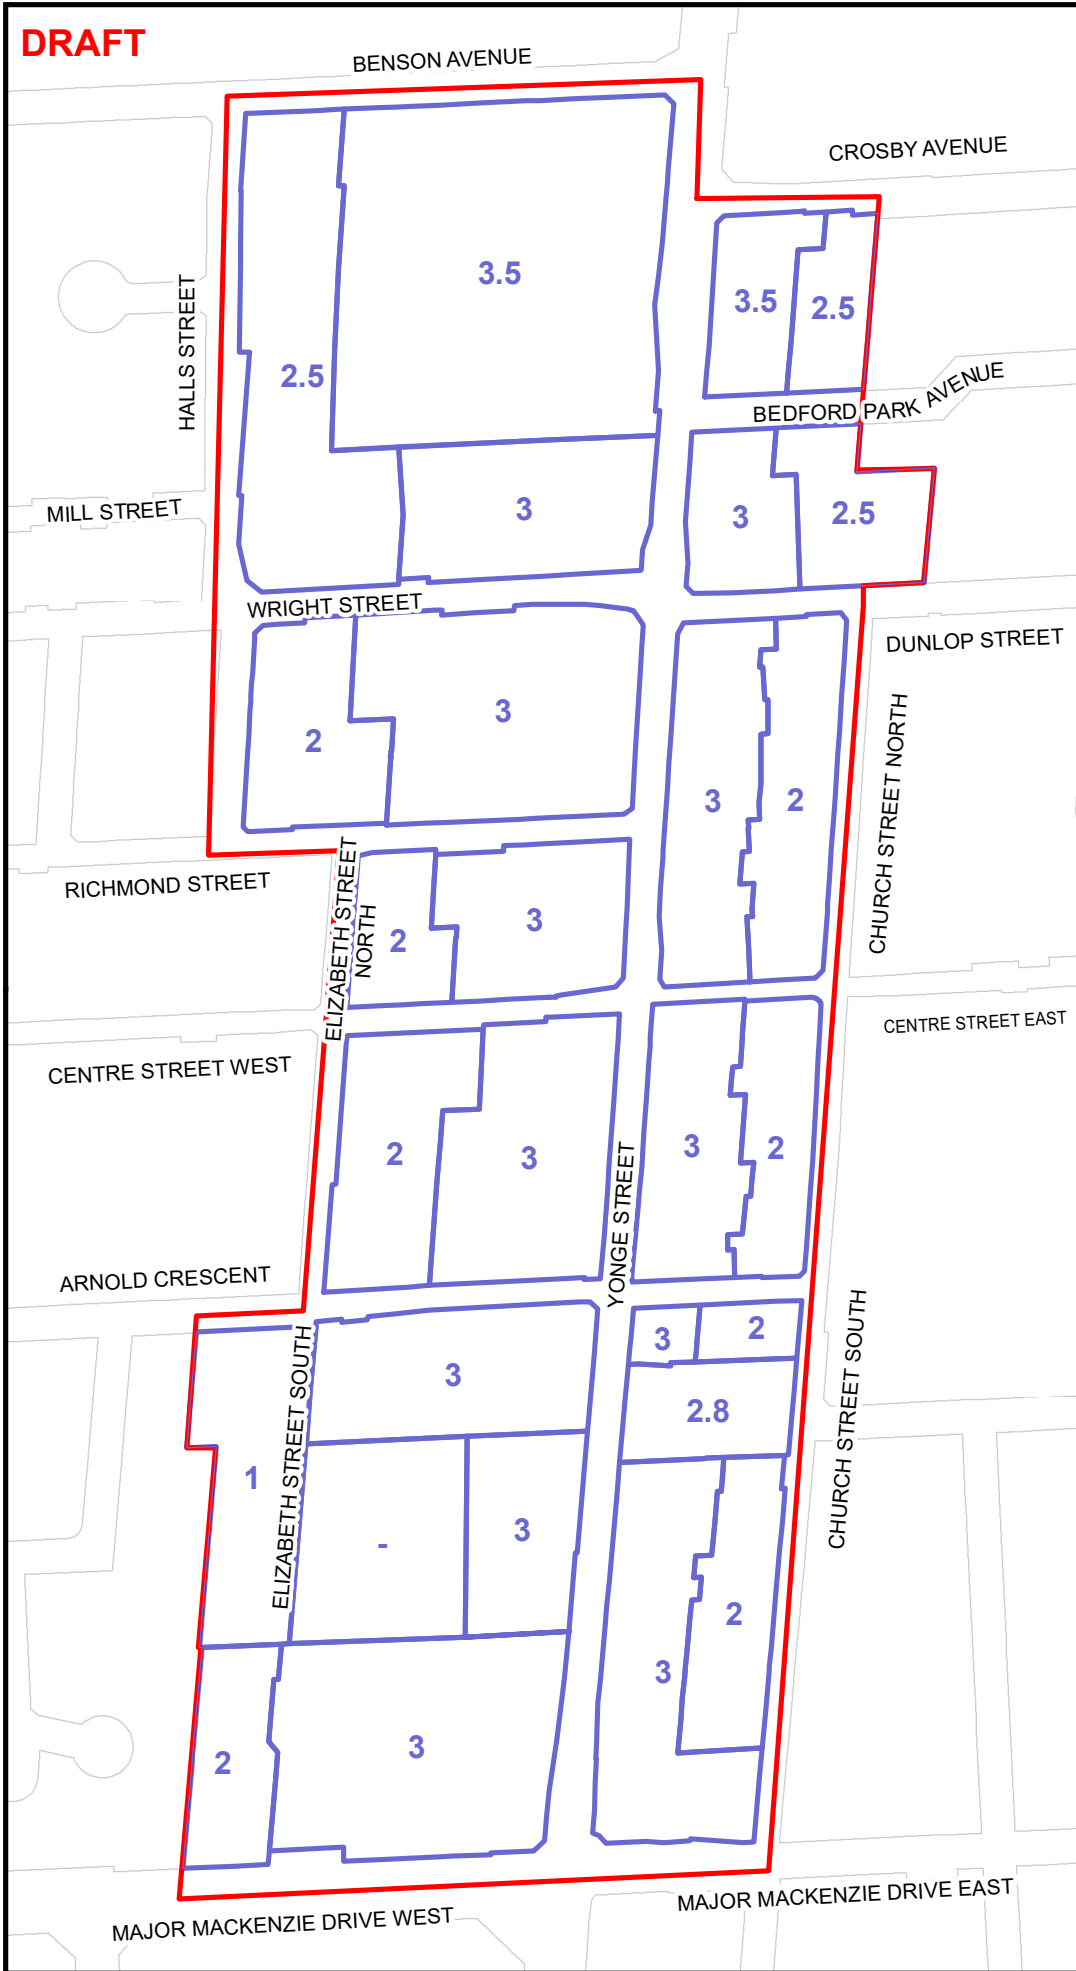 DRAFT
BENSON AVENUE
CROSBY AVENUE
3.5
3.5
2.5
HALLS STREET
2.5
BEDFORD PARK AVENUE
MILL STREET
3
3
2.5
WRIGHT STREET
DUNLOP STREET
2
3
3
2
CHURCH STREET NORTH
RICHMOND STREET
ELIZABETH STREET
NORTH
2
3
CENTRE STREET EAST
CENTRE STREET WEST
2
3
3
2
YONGE STREET
ARNOLD CRESCENT
3
3
2
2.8
CHURCH STREET SOUTH
ELIZABETH STREET SOUTH
1
-
3
2
3
2
3
MAJOR MACKENZIE DRIVE EAST
MAJOR MACKENZIE DRIVE WEST